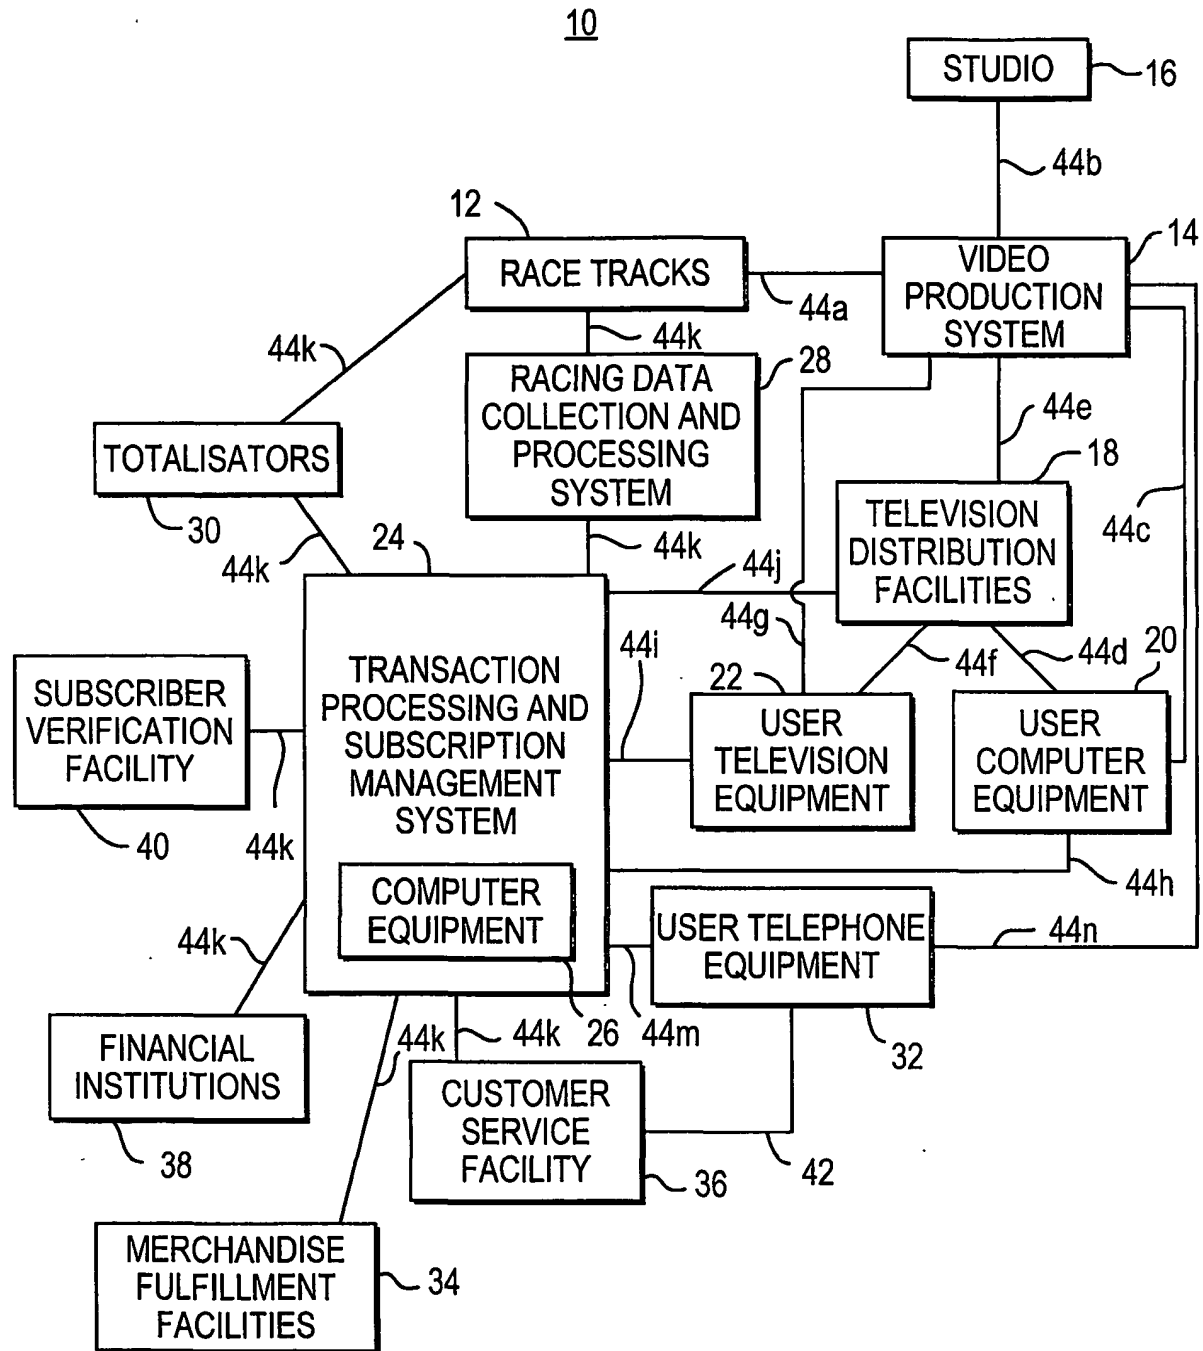 10
STUDIO
16
44b
12
RACE TRACKS
44a
VIDEO
PRODUCTION
SYSTEM
14
44k
44k
RACING DATA
COLLECTION AND
PROCESSING
SYSTEM
28
44e
44c
TOTALISATORS
30
44k
24
44k
44j
18
TELEVISION
DISTRIBUTION
FACILITIES
44g
44f
44d
20
SUBSCRIBER
VERIFICATION
FACILITY
40
44k
TRANSACTION
PROCESSING AND
SUBSCRIPTION
MANAGEMENT
SYSTEM
44i
22
USER
TELEVISION
EQUIPMENT
USER
COMPUTER
EQUIPMENT
44h
COMPUTER
EQUIPMENT
26
44m
USER TELEPHONE
EQUIPMENT
32
44n
44k
FINANCIAL
INSTITUTIONS
38
44k
44k
CUSTOMER
SERVICE
FACILITY
36
42
MERCHANDISE
FULFILLMENT
FACILITIES
34